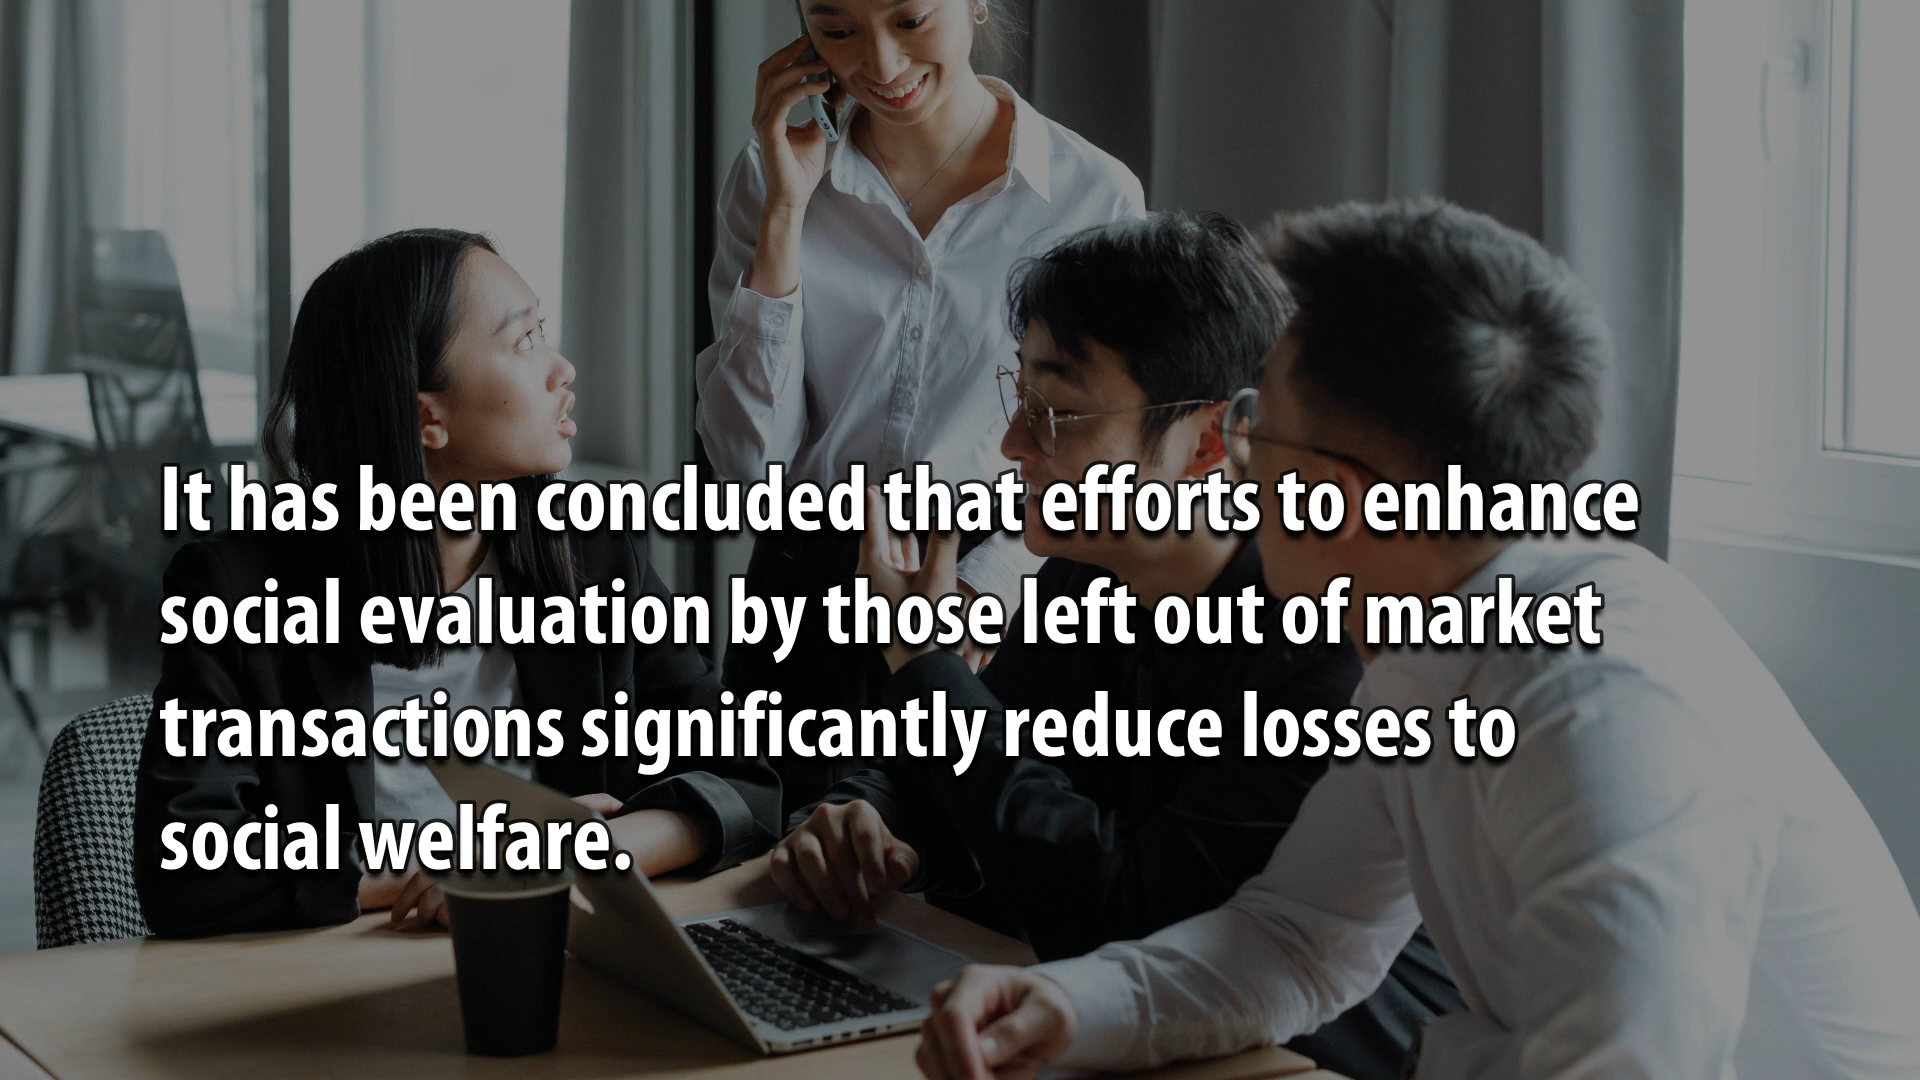 It has been concluded that efforts to enhance
social evaluation by those left out of market
transactions significantly reduce losses to
social welfare.